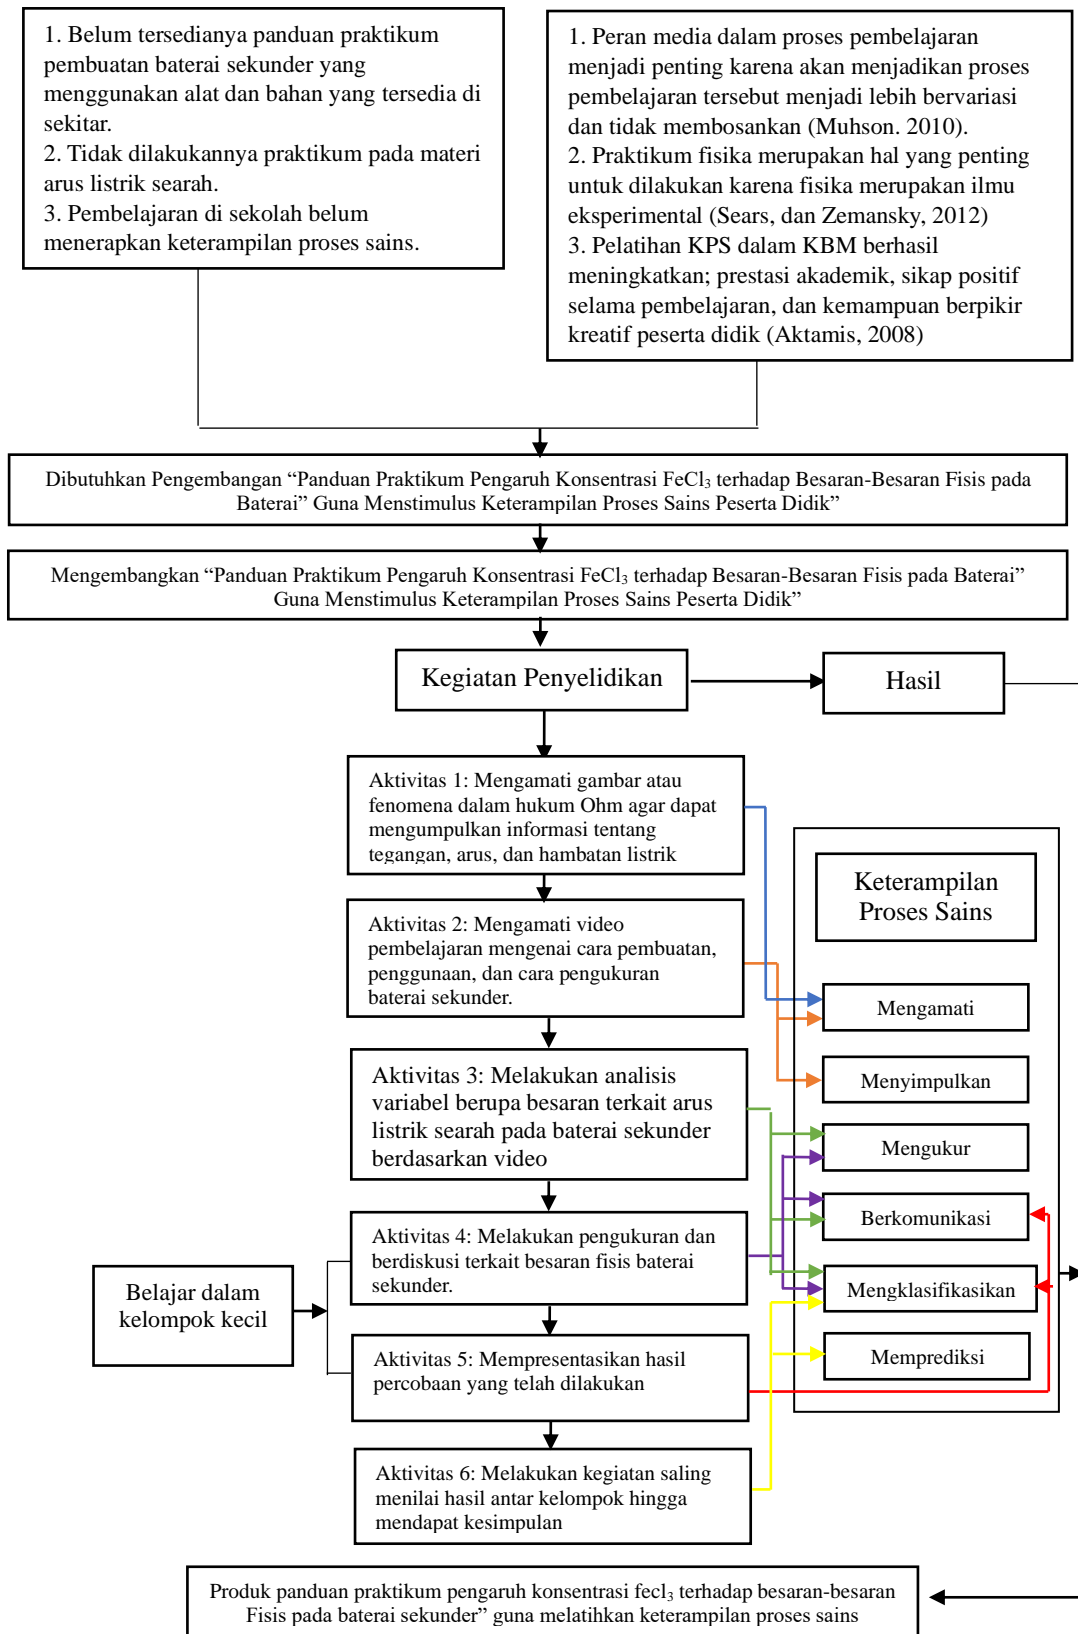 1. Belum tersedianya panduan praktikum
pembuatan baterai sekunder yang
menggunakan alat dan bahan yang tersedia di
sekitar.
2. Tidak dilakukannya praktikum pada materi
arus listrik searah.
3. Pembelajaran di sekolah belum
menerapkan keterampilan proses sains.
1. Peran media dalam proses pembelajaran
menjadi penting karena akan menjadikan proses
pembelajaran tersebut menjadi lebih bervariasi
dan tidak membosankan (Muhson. 2010).
2. Praktikum fisika merupakan hal yang penting
untuk dilakukan karena fisika merupakan ilmu
eksperimental (Sears, dan Zemansky, 2012)
3. Pelatihan KPS dalam KBM berhasil
meningkatkan; prestasi akademik, sikap positif
selama pembelajaran, dan kemampuan berpikir
kreatif peserta didik (Aktamis, 2008)
Dibutuhkan Pengembangan “Panduan Praktikum Pengaruh Konsentrasi FeCl₃ terhadap Besaran-Besaran Fisis pada
Baterai” Guna Menstimulus Keterampilan Proses Sains Peserta Didik”
Mengembangkan “Panduan Praktikum Pengaruh Konsentrasi FeCl₃ terhadap Besaran-Besaran Fisis pada Baterai”
Guna Menstimulus Keterampilan Proses Sains Peserta Didik”
Kegiatan Penyelidikan
Hasil
Aktivitas 1: Mengamati gambar atau
fenomena dalam hukum Ohm agar dapat
mengumpulkan informasi tentang
tegangan, arus, dan hambatan listrik
Aktivitas 2: Mengamati video
pembelajaran mengenai cara pembuatan,
penggunaan, dan cara pengukuran
baterai sekunder.
Aktivitas 3: Melakukan analisis
variabel berupa besaran terkait arus
listrik searah pada baterai sekunder
berdasarkan video
Aktivitas 4: Melakukan pengukuran dan
berdiskusi terkait besaran fisis baterai
sekunder.
Belajar dalam
kelompok kecil
Aktivitas 5: Mempresentasikan hasil
percobaan yang telah dilakukan
Aktivitas 6: Melakukan kegiatan saling
menilai hasil antar kelompok hingga
mendapat kesimpulan
Keterampilan
Proses Sains
Mengamati
Menyimpulkan
Mengukur
Berkomunikasi
Mengklasifikasikan
Memprediksi
Produk panduan praktikum pengaruh konsentrasi fecl₃ terhadap besaran-besaran
Fisis pada baterai sekunder” guna melatihkan keterampilan proses sains